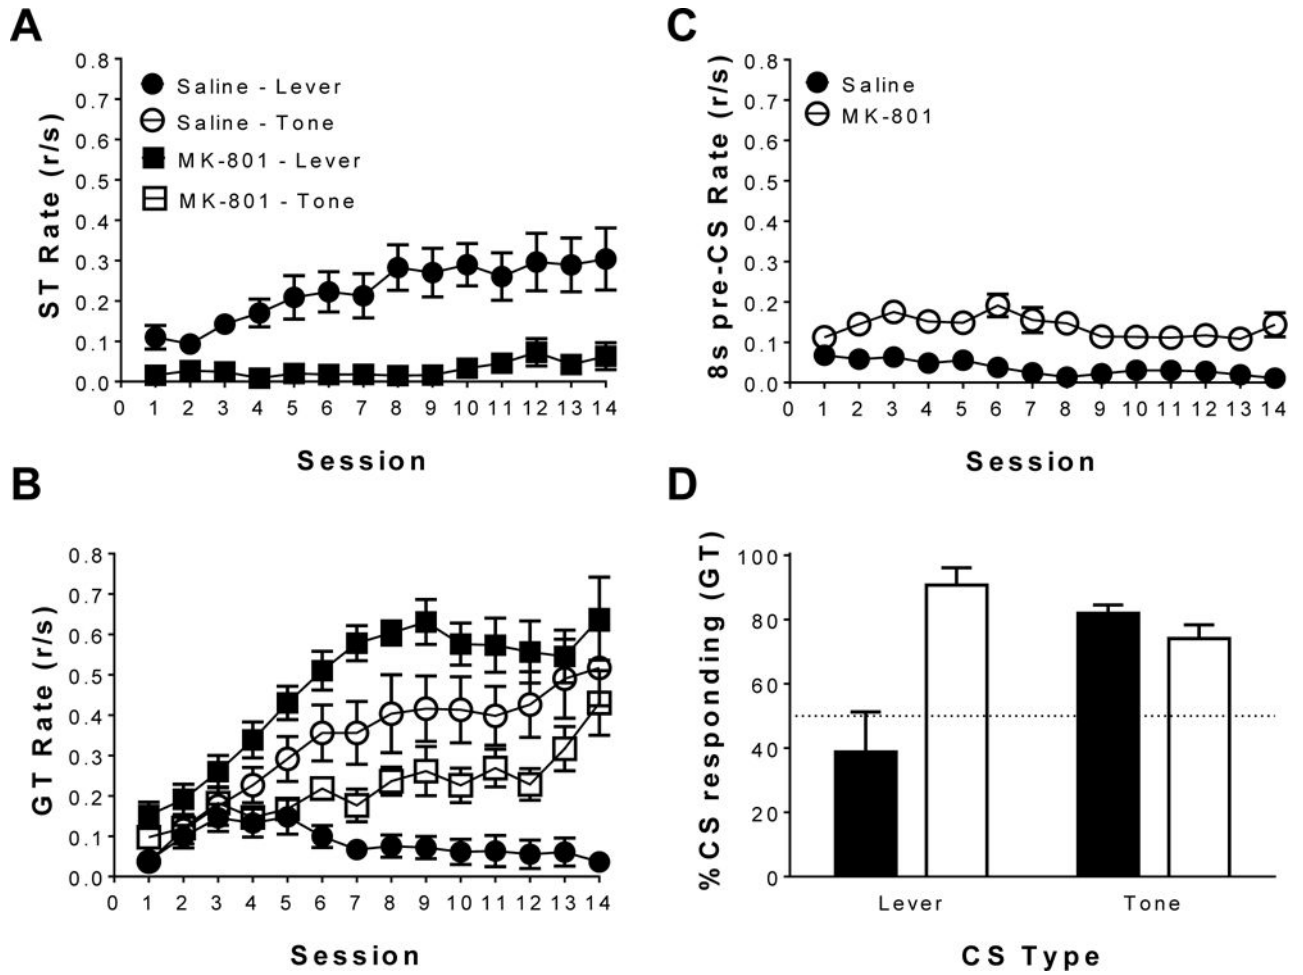 A
ST Rate (r/s)
0.8
0.7
0.6
0.5
0.4
0.3
0.2
0.1
0.0
Saline - Lever
Saline - Tone
MK-801 - Lever
MK-801 - Tone
0 1 2 3 4 5 6 7 8 9 10 11 12 13 14
Session
C
8s pre-CS Rate (r/s)
0.8
0.7
0.6
0.5
0.4
0.3
0.2
0.1
0.0
Saline
MK-801
0 1 2 3 4 5 6 7 8 9 10 11 12 13 14
Session
B
GT Rate (r/s)
0.8
0.7
0.6
0.5
0.4
0.3
0.2
0.1
0.0
0 1 2 3 4 5 6 7 8 9 10 11 12 13 14
Session
D
%CS responding (GT)
100
80
60
40
20
0
Lever Tone
CS Type